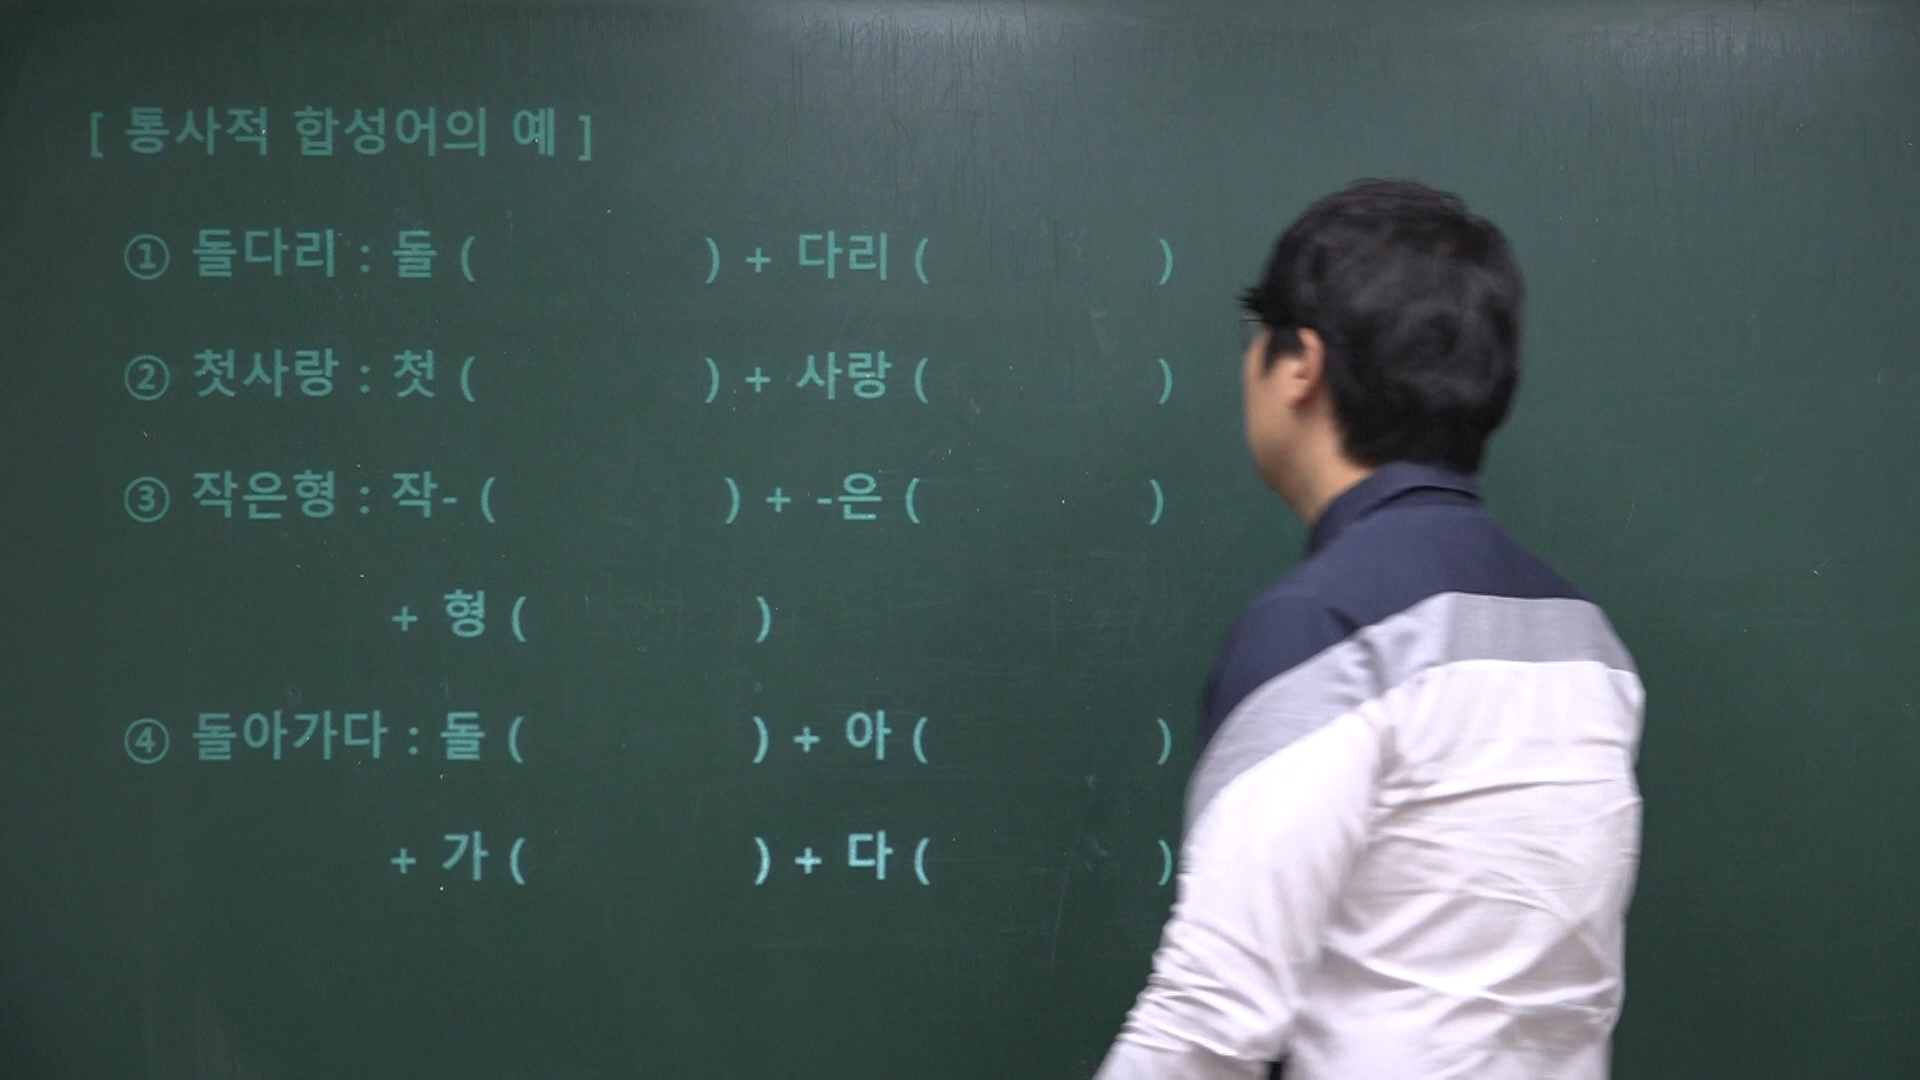 [ 통사적 합성어의 예 ]
① 돌다리 : 돌 ( ) + 다리 ( )
② 첫사랑 : 첫 ( ) + 사랑 ( )
③ 작은형 : 작- ( ) + -은 ( )
+ 형 ( )
④ 돌아가다 : 돌 ( ) + 아 ( )
+ 가 ( ) + 다 ( )